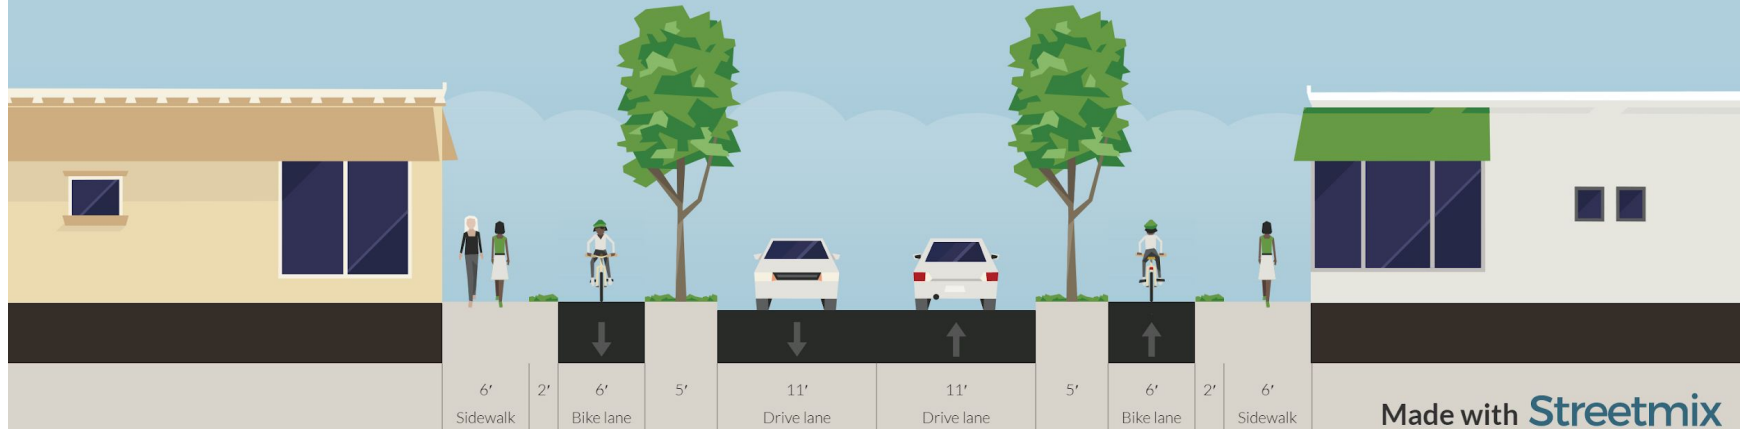 6′ 2′ 6′ 5′ 11′ 11′ 5′ 6′ 2′ 6′
Sidewalk Bike lane Drive lane Drive lane Bike lane Sidewalk
Made with Streetmix